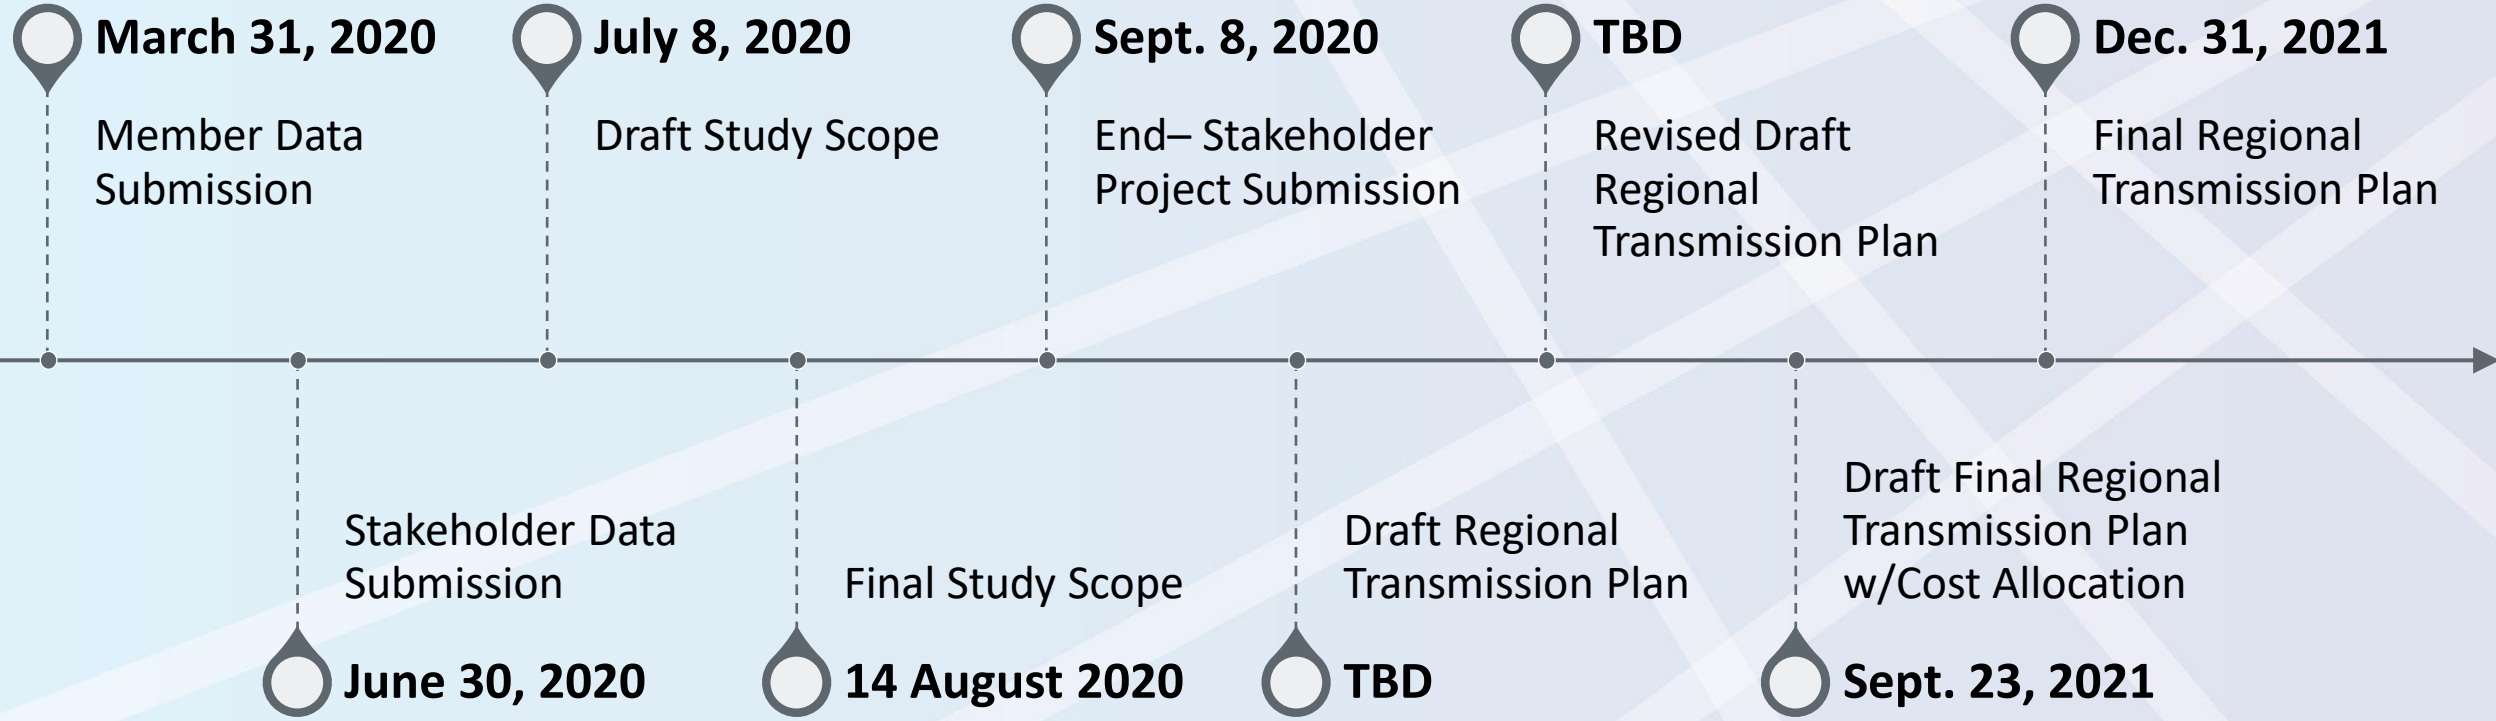 March 31, 2020
Member Data
Submission
July 8, 2020
Draft Study Scope
Sept. 8, 2020
End– Stakeholder
Project Submission
TBD
Revised Draft
Regional
Transmission Plan
Dec. 31, 2021
Final Regional
Transmission Plan
Stakeholder Data
Submission
June 30, 2020
Final Study Scope
14 August 2020
Draft Regional
Transmission Plan
TBD
Draft Final Regional
Transmission Plan
w/Cost Allocation
Sept. 23, 2021